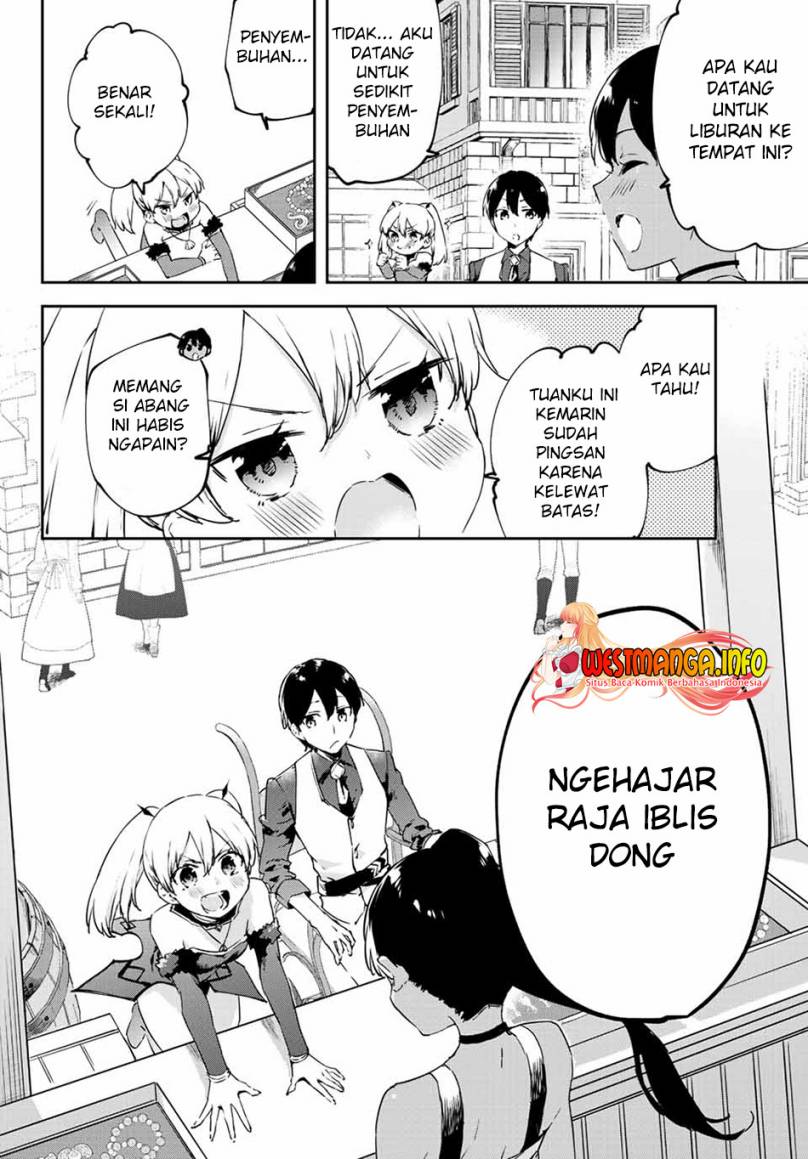 APA KAU
DATANG
UNTUK
LIBURAN KE
TEMPAT INI?
TIDAK... AKU
DATANG
UNTUK
SEDIKIT
PENYEM-
BUHAN
PENYEM-
BUHAN...
BENAR
SEKALI!
APA KAU
TAHU!
TUANKU INI
KEMARIN
SUDAH
PINGSAN
KARENA
KELEWAT
BATAS!
MEMANG
SI ABANG
INI HABIS
NGAPAIN?
WESTMANGA.INFO
Situs Baca Komik Berbahasa Indonesia
NGEHAJAR
RAJA IBLIS
DONG